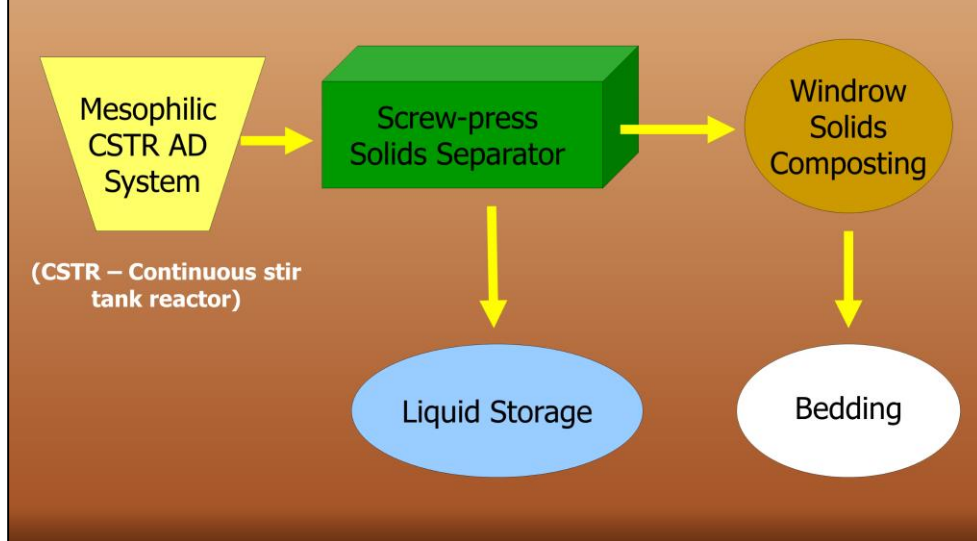 Mesophilic
CSTR AD
System
Screw-press
Solids Separator
Windrow
Solids
Composting
(CSTR – Continuous stir
tank reactor)
Liquid Storage
Bedding